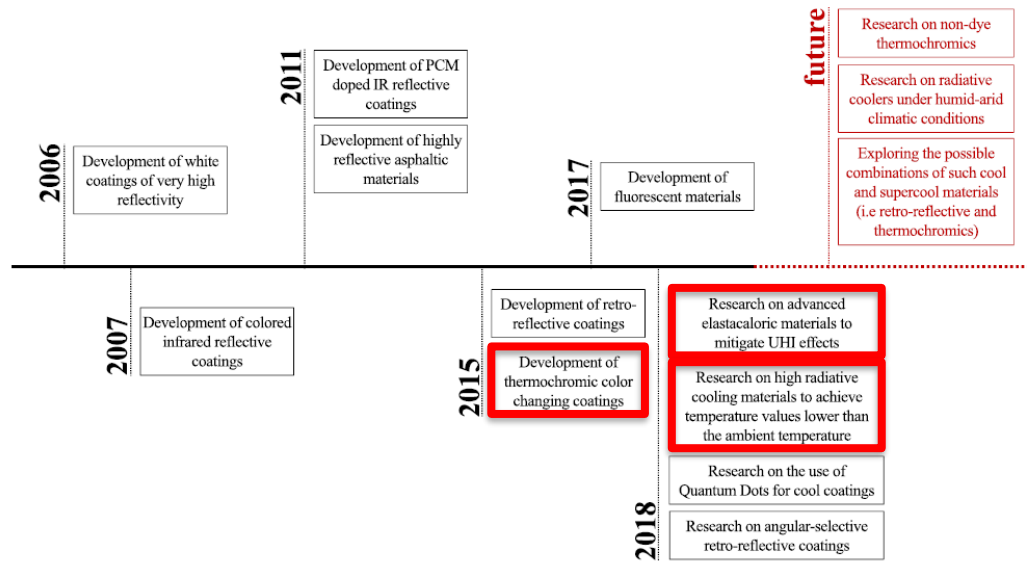 2006
Development of white
coatings of very high
reflectivity
2007
Development of colored
infrared reflective
coatings
2011
Development of PCM
doped IR reflective
coatings
Development of highly
reflective asphaltic
materials
2015
Development of retro-
reflective coatings
Development of
thermochromic color
changing coatings
2017
Development of
fluorescent materials
2018
Research on advanced
elastacaloric materials to
mitigate UHI effects
Research on high radiative
cooling materials to achieve
temperature values lower than
the ambient temperature
Research on the use of
Quantum Dots for cool coatings
Research on angular-selective
retro-reflective coatings
future
Research on non-dye
thermochromics
Research on radiative
coolers under humid-arid
climatic conditions
Exploring the possible
combinations of such cool
and supercool materials
(i.e retro-reflective and
thermochromics)